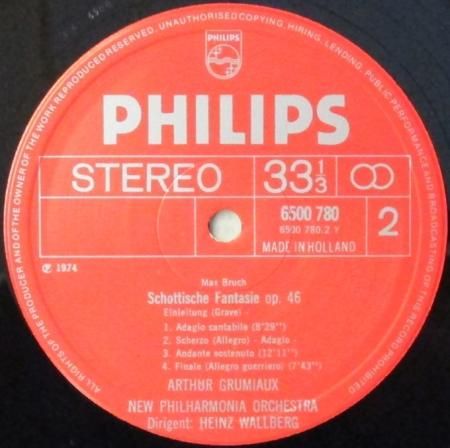 ALL RIGHTS OF THE PRODUCER AND OF THE OWNER OF THE WORK REPRODUCED RESERVED. UNAUTHORISED COPYING, HIRING, LENDING, PUBLIC PERFORMANCE AND BROADCASTING OF THIS RECORD PROHIBITED
PHILIPS
PHILIPS
STEREO 33 1/3
6500 780
6500 780.2 Y
MADE IN HOLLAND
2
℗ 1974
Max Bruch
Schottische Fantasie op. 46
Einleitung (Grave) -
1. Adagio cantabile (8'29'')
2. Scherzo (Allegro) - Adagio -
3. Andante sostenuto (12'11'')
4. Finale (Allegro guerriero) (7'43'')
ARTHUR GRUMIAUX
NEW PHILHARMONIA ORCHESTRA
Dirigent: HEINZ WALLBERG